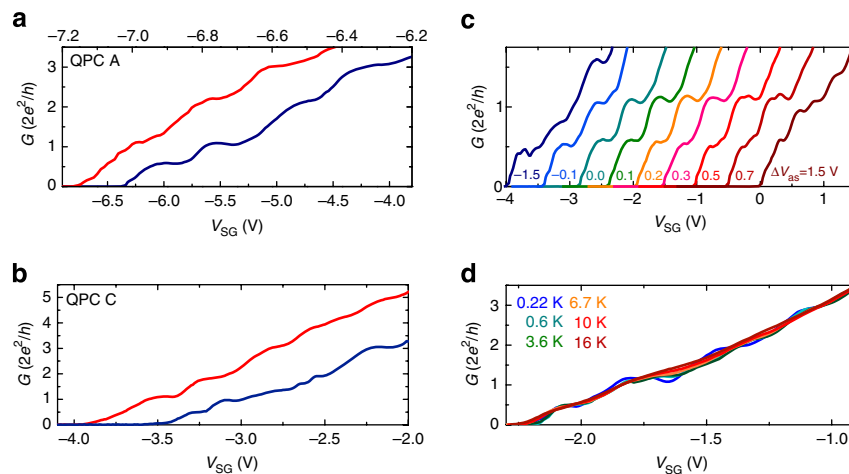 a
−7.2 −7.0 −6.8 −6.6 −6.4 −6.2
QPC A
3
2
1
0
G (2e²/h)
−6.5 −6.0 −5.5 −5.0 −4.5 −4.0
V_SG (V)
b
QPC C
5
4
3
2
1
0
G (2e²/h)
−4.0 −3.5 −3.0 −2.5 −2.0
V_SG (V)
c
1
0
G (2e²/h)
−1.5 −0.1 0.0 0.1 0.2 0.3 0.5 0.7 ΔV_as=1.5 V
−4 −3 −2 −1 0 1
V_SG (V)
d
0.22 K 6.7 K
0.6 K 10 K
3.6 K 16 K
3
2
1
0
G (2e²/h)
−2.0 −1.5 −1.0
V_SG (V)